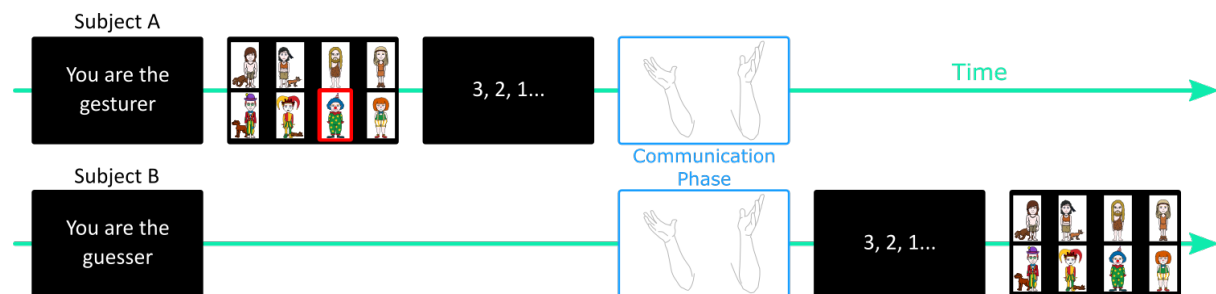 Subject A
You are the
gesturer
3, 2, 1...
Time
Communication
Phase
Subject B
You are the
guesser
3, 2, 1...